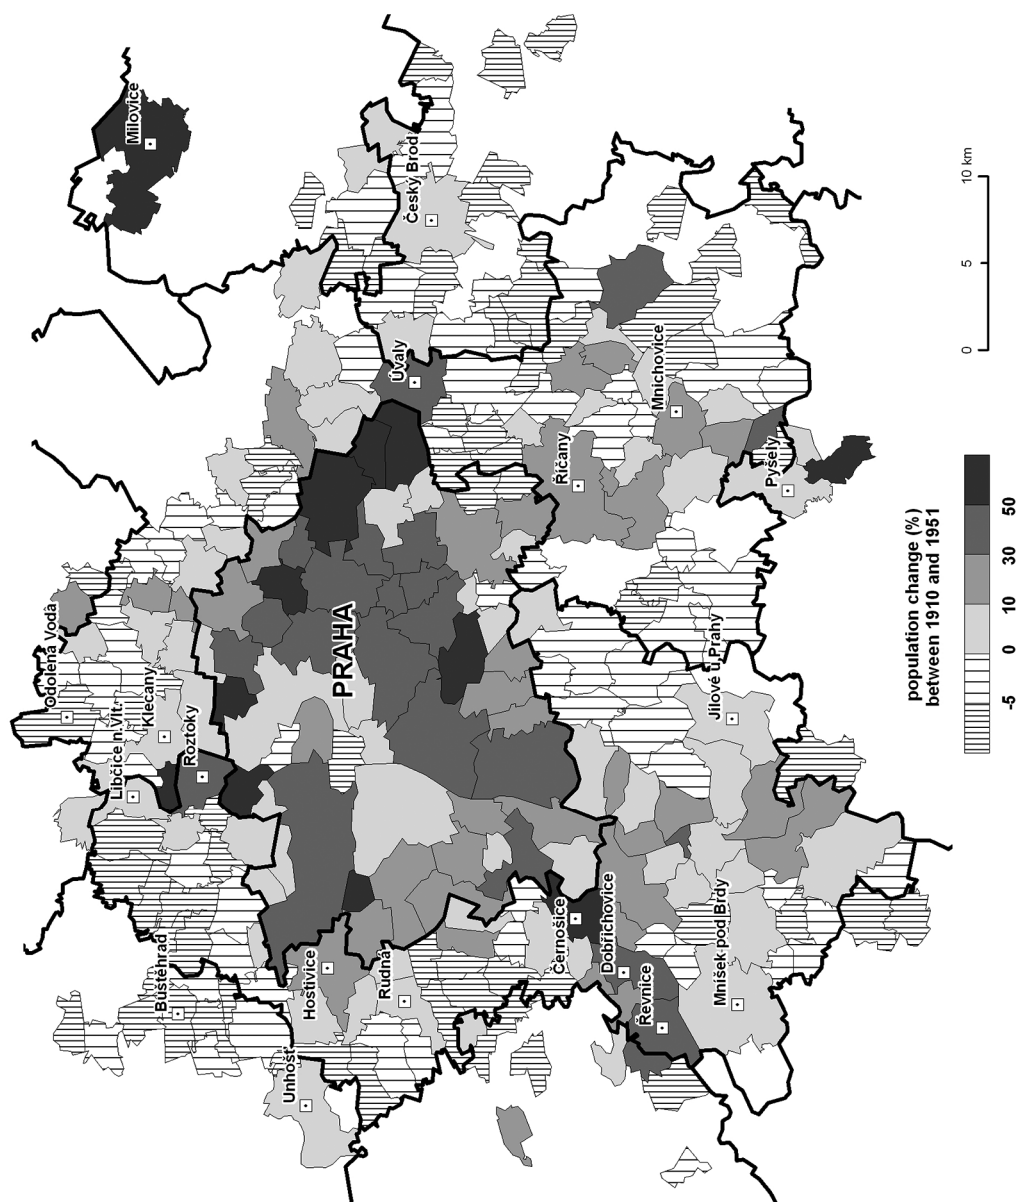 Milovice
Český Brod
Úvaly
Mnichovice
Říčany
Pyšely
Odolená Voda
Klecany
Libčice n.Vlt.
Roztoky
PRAHA
Jílové u Prahy
Buštěhrad
Hostivice
Rudná
Unhošť
Černošice
Dobřichovice
Řevnice
Mníšek pod Brdy
0 5 10 km
population change (%)
between 1910 and 1951
-5 0 10 30 50